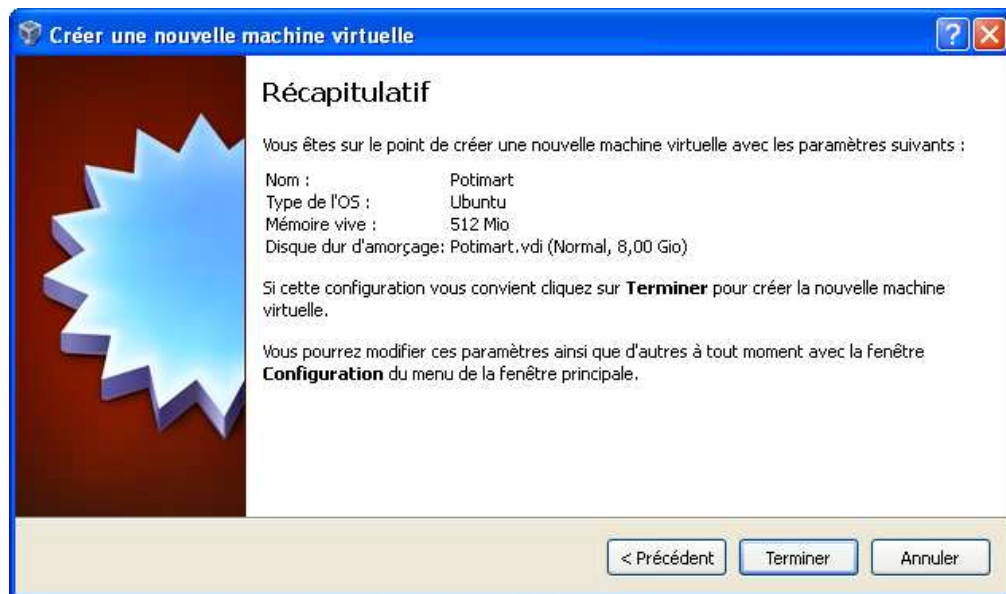 Créer une nouvelle machine virtuelle
Récapitulatif
Vous êtes sur le point de créer une nouvelle machine virtuelle avec les paramètres suivants :
Nom : Potimart
Type de l'OS : Ubuntu
Mémoire vive : 512 Mio
Disque dur d'amorçage: Potimart.vdi (Normal, 8,00 Gio)
Si cette configuration vous convient cliquez sur Terminer pour créer la nouvelle machine
virtuelle.
Vous pourrez modifier ces paramètres ainsi que d'autres à tout moment avec la fenêtre
Configuration du menu de la fenêtre principale.
< Précédent Terminer Annuler